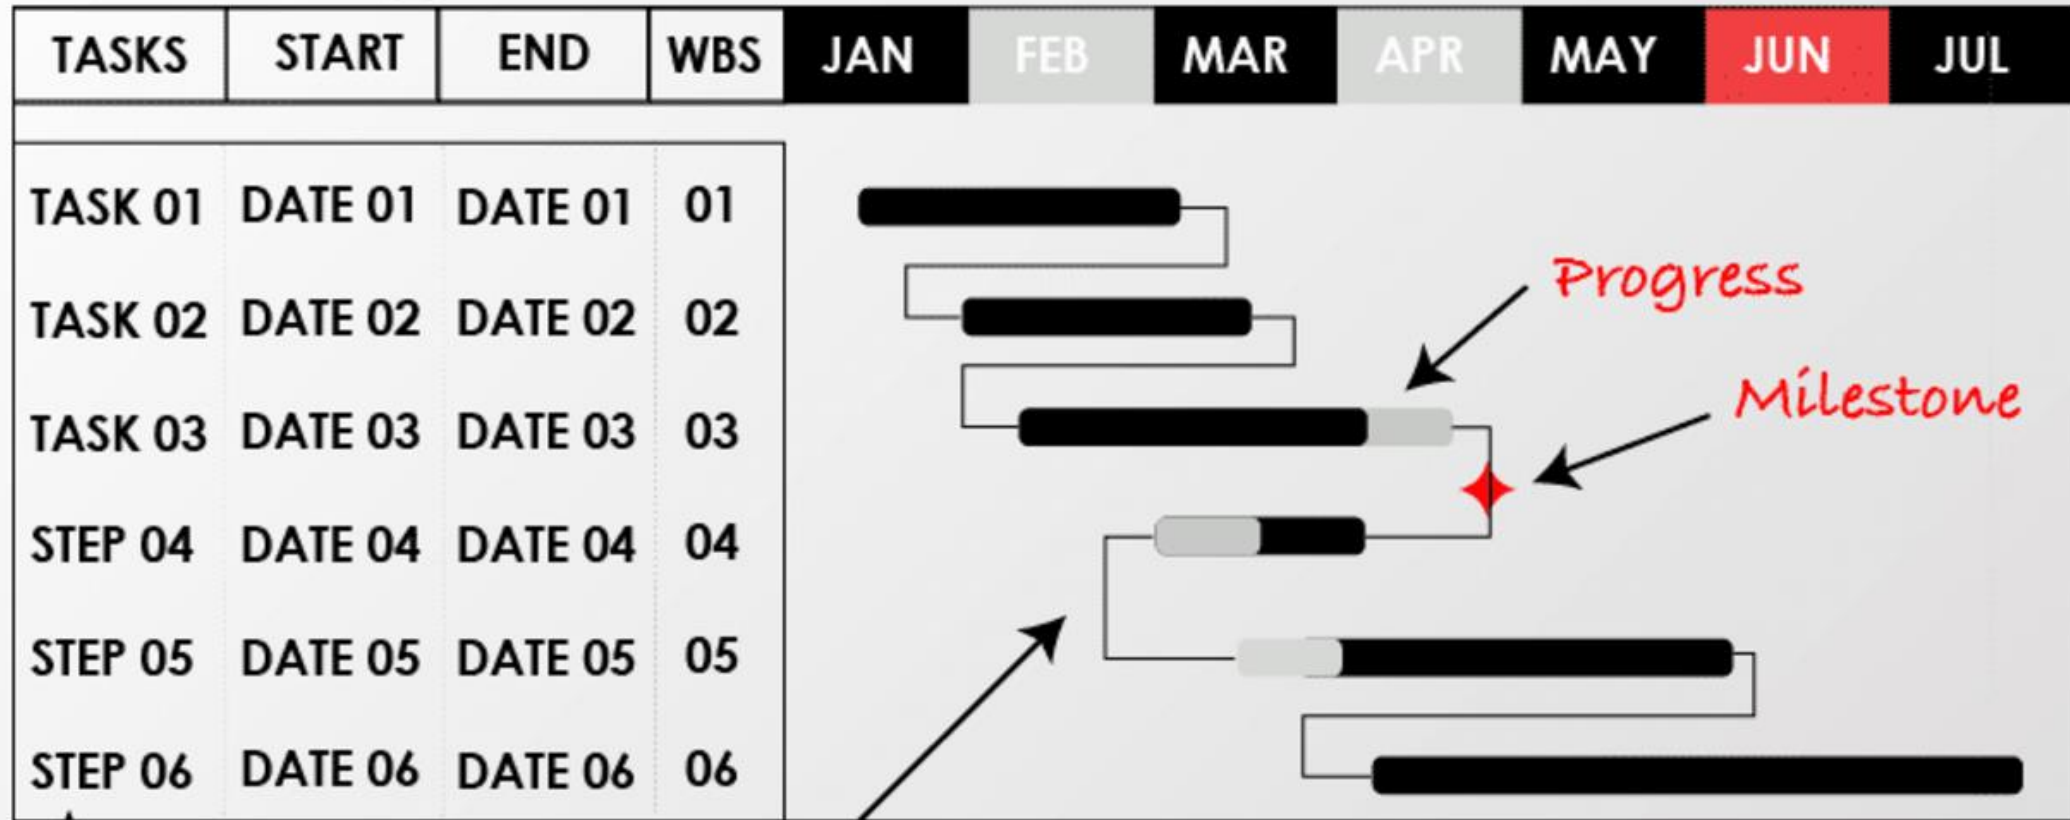 TASKS START END WBS JAN FEB MAR APR MAY JUN JUL
TASK 01 DATE 01 DATE 01 01
Progress
TASK 02 DATE 02 DATE 02 02
Milestone
TASK 03 DATE 03 DATE 03 03
STEP 04 DATE 04 DATE 04 04
STEP 05 DATE 05 DATE 05 05
STEP 06 DATE 06 DATE 06 06